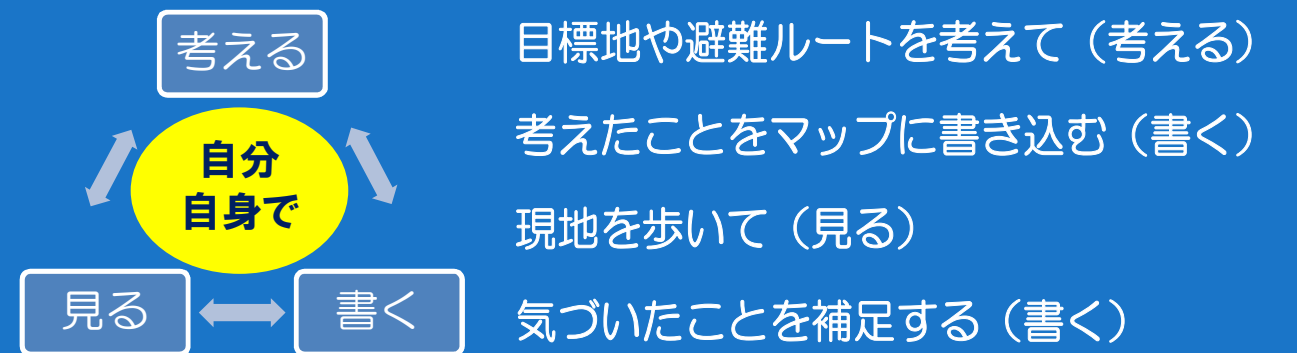 考える
自分
自身で
見る
書く
目標地や避難ルートを考えて（考える）
考えたことをマップに書き込む（書く）
現地を歩いて（見る）
気づいたことを補足する（書く）